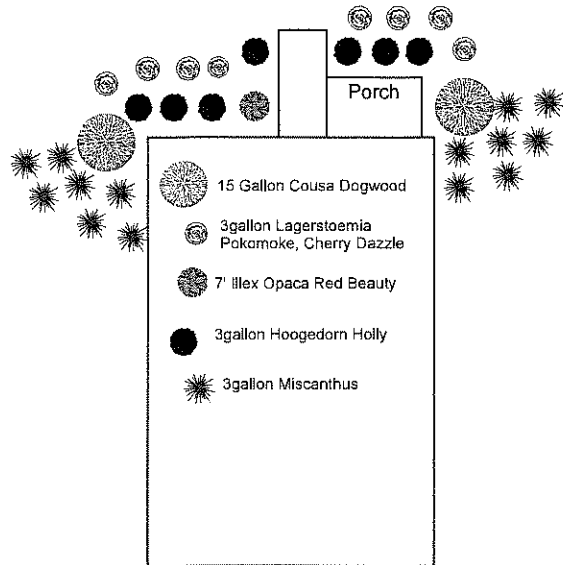 Porch
15 Gallon Cousa Dogwood
3gallon Lagerstoemia
Pokomoke, Cherry Dazzle
7' Illex Opaca Red Beauty
3gallon Hoogedorn Holly
3gallon Miscanthus